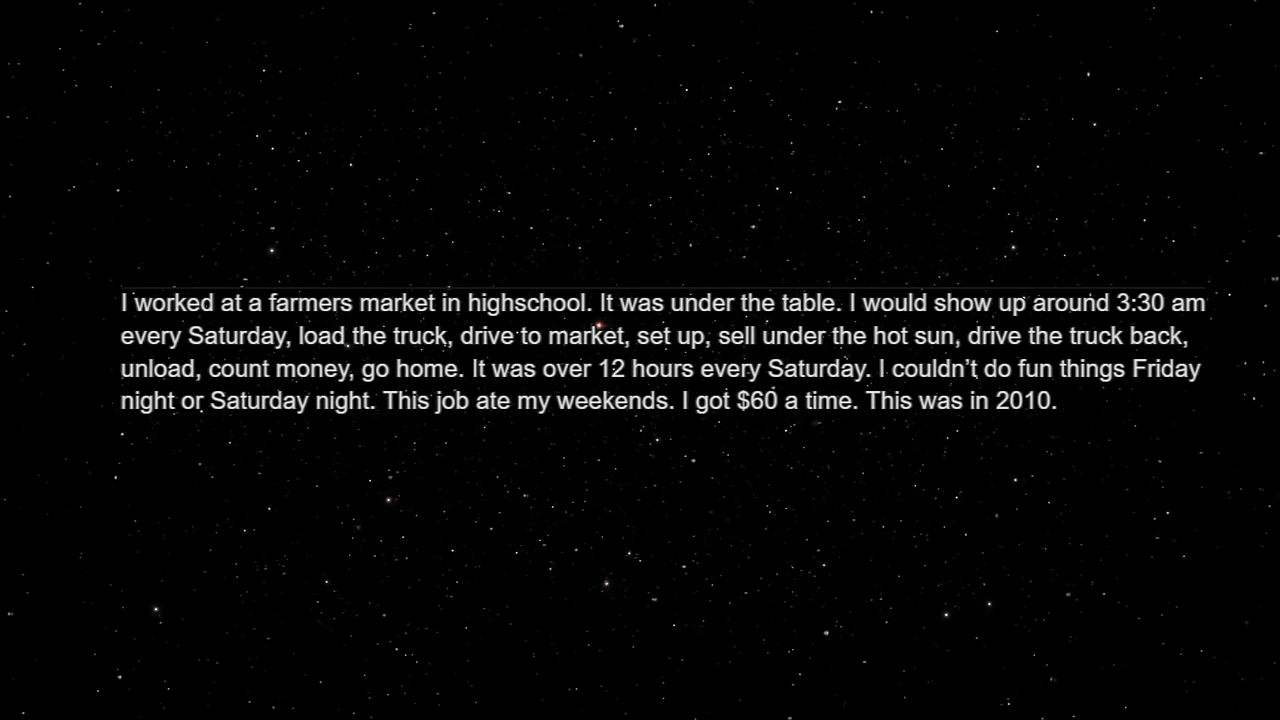 I worked at a farmers market in highschool. It was under the table. I would show up around 3:30 am
every Saturday, load the truck, drive to market, set up, sell under the hot sun, drive the truck back,
unload, count money, go home. It was over 12 hours every Saturday. I couldn’t do fun things Friday
night or Saturday night. This job ate my weekends. I got $60 a time. This was in 2010.